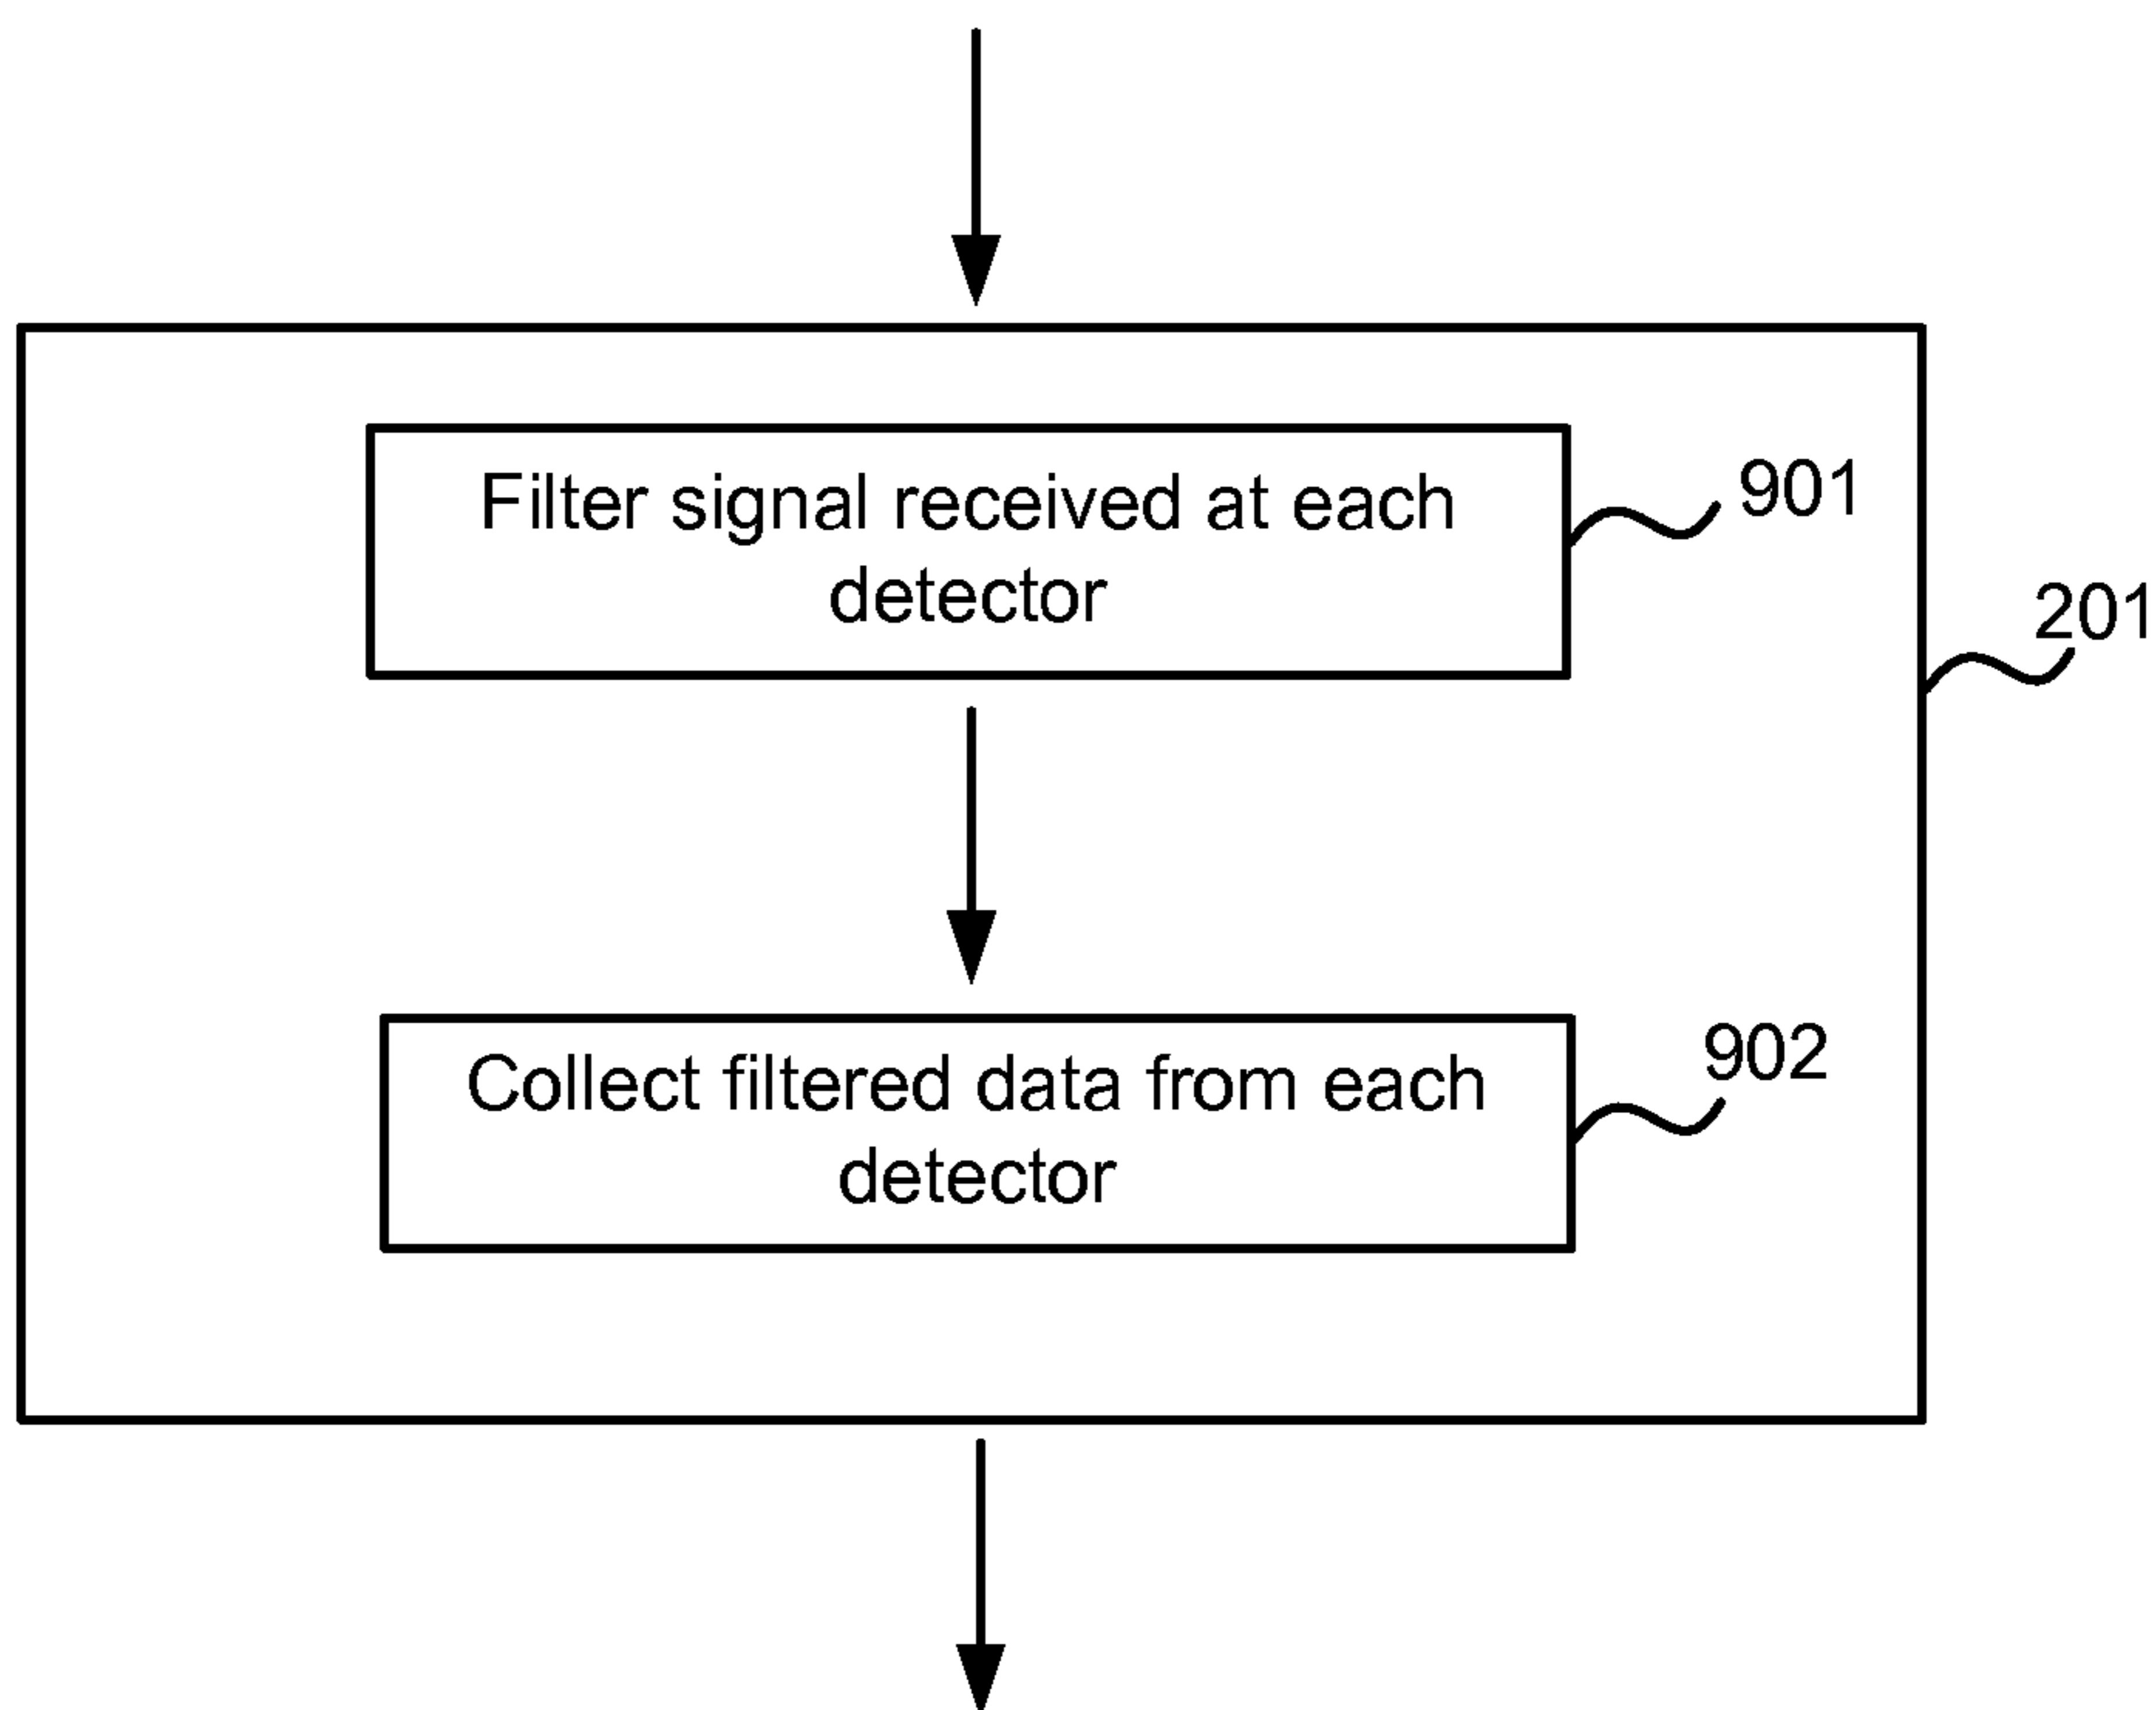 Filter signal received at each
detector
901
201
Collect filtered data from each
detector
902